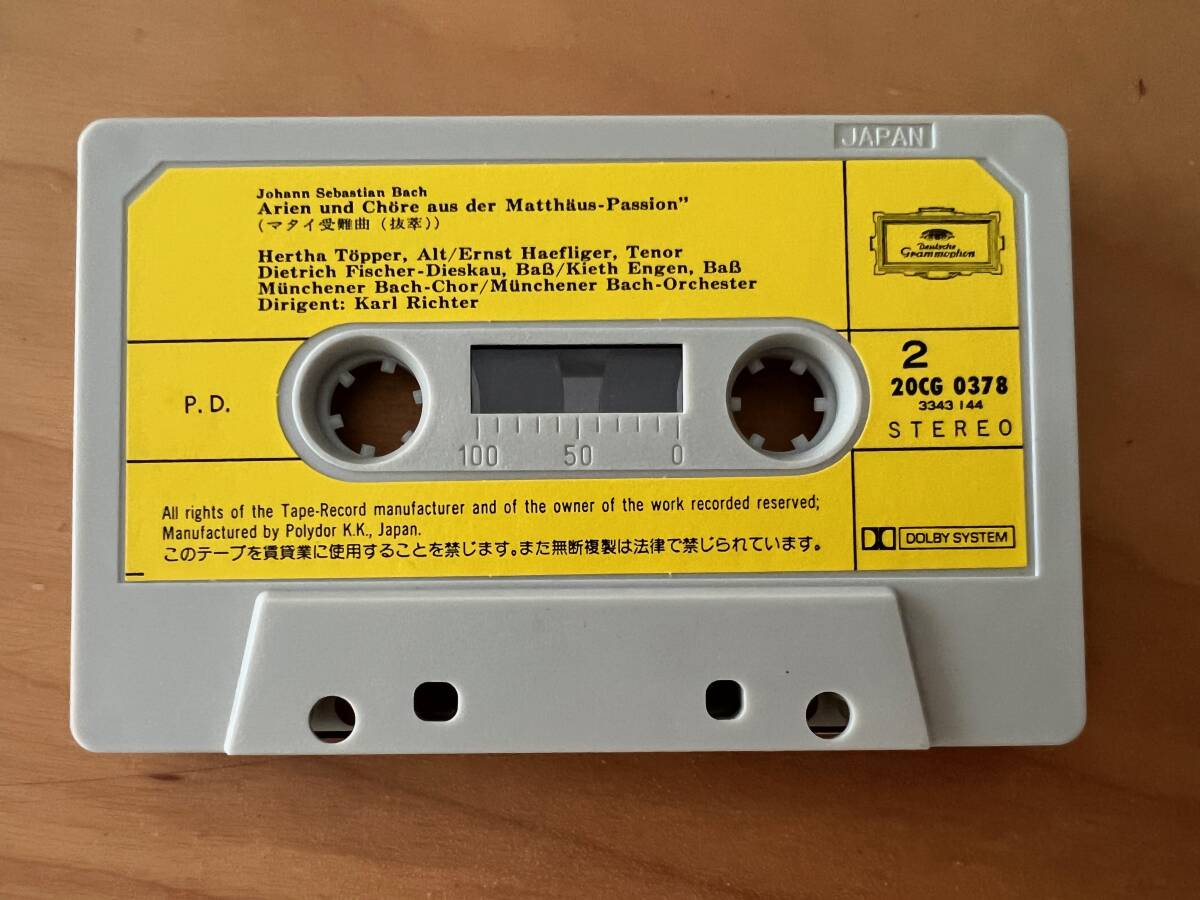 JAPAN
Johann Sebastian Bach
Arien und Chöre aus der Matthäus-Passion”
(マタイ受難曲 (抜萃))
Hertha Töpper, Alt/Ernst Haefliger, Tenor
Dietrich Fischer-Dieskau, Baß/Kieth Engen, Baß
Münchener Bach-Chor/Münchener Bach-Orchester
Dirigent: Karl Richter
Deutsche
Grammophon
P. D.
2
20CG 0378
3343 144
STEREO
100 50 0
All rights of the Tape-Record manufacturer and of the owner of the work recorded reserved;
Manufactured by Polydor K.K., Japan.
このテープを賃貸業に使用することを禁じます。また無断複製は法律で禁じられています。
DOLBY SYSTEM